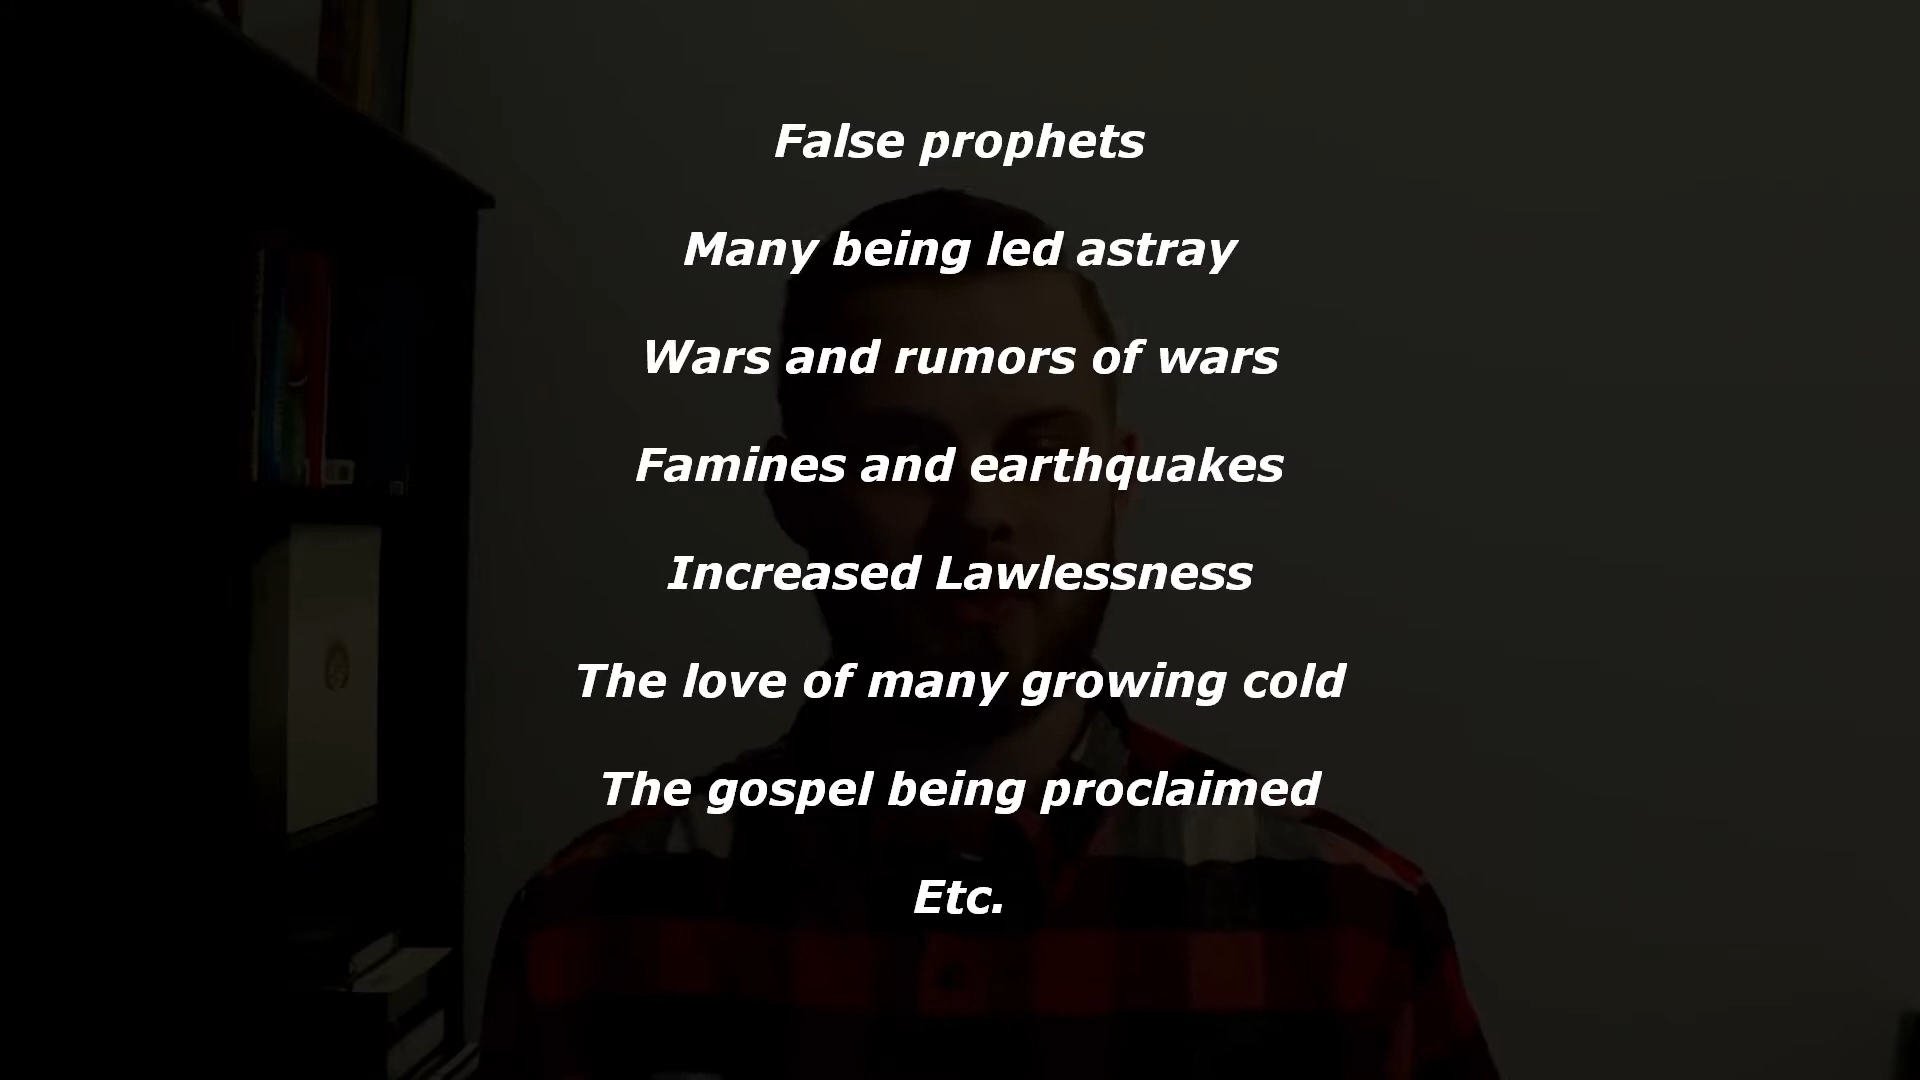 False prophets
Many being led astray
Wars and rumors of wars
Famines and earthquakes
Increased Lawlessness
The love of many growing cold
The gospel being proclaimed
Etc.